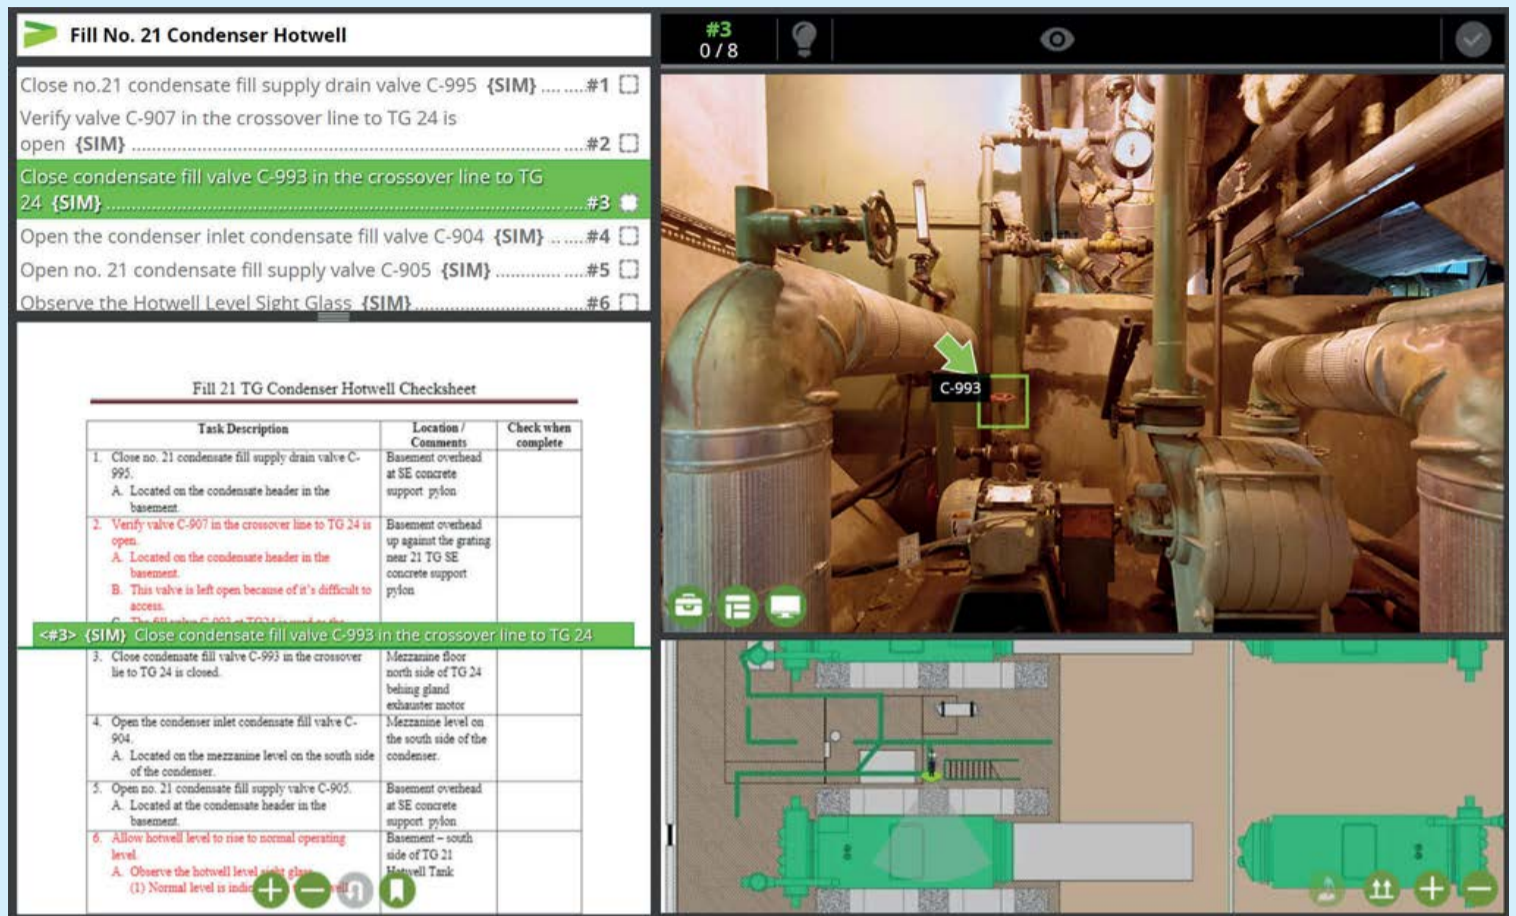 Fill No. 21 Condenser Hotwell
Close no.21 condensate fill supply drain valve C-995 {SIM} .... .....#1
Verify valve C-907 in the crossover line to TG 24 is
open {SIM} ..... .....#2
Close condensate fill valve C-993 in the crossover line to TG
24 {SIM} ..... .....#3
Open the condenser inlet condensate fill valve C-904 {SIM} .. .....#4
Open no. 21 condensate fill supply valve C-905 {SIM} ..... .....#5
Observe the Hotwell Level Sight Glass {SIM} ..... .....#6
Fill 21 TG Condenser Hotwell Checksheet
Task Description
Location /
Comments
Check when
complete
1. Close no. 21 condensate fill supply drain valve C-
995.
A. Located on the condensate header in the
basement.
Basement overhead
at SE concrete
support pylon
2. Verify valve C-907 in the crossover line to TG 24 is
open.
A. Located on the condensate header in the
basement.
B. This valve is left open because of it's difficult to
access.
Basement overhead
up against the grating
near 21 TG SE
concrete support
pylon
<#3> {SIM} Close condensate fill valve C-993 in the crossover line to TG 24
3. Close condensate fill valve C-993 in the crossover
lie to TG 24 is closed.
Mezzanine floor
north side of TG 24
behing gland
exhauster motor
4. Open the condenser inlet condensate fill valve C-
904.
A. Located on the mezzanine level on the south side
of the condenser.
Mezzanine level on
the south side of the
condenser.
5. Open no. 21 condensate fill supply valve C-905.
A. Located at the condensate header in the
basement.
Basement overhead
at SE concrete
support pylon
6. Allow hotwell level to rise to normal operating
level.
A. Observe the hotwell level sight glass
(1) Normal level is
Basement – south
side of TG 21
Hotwell Tank
#3
0 / 8
C-993